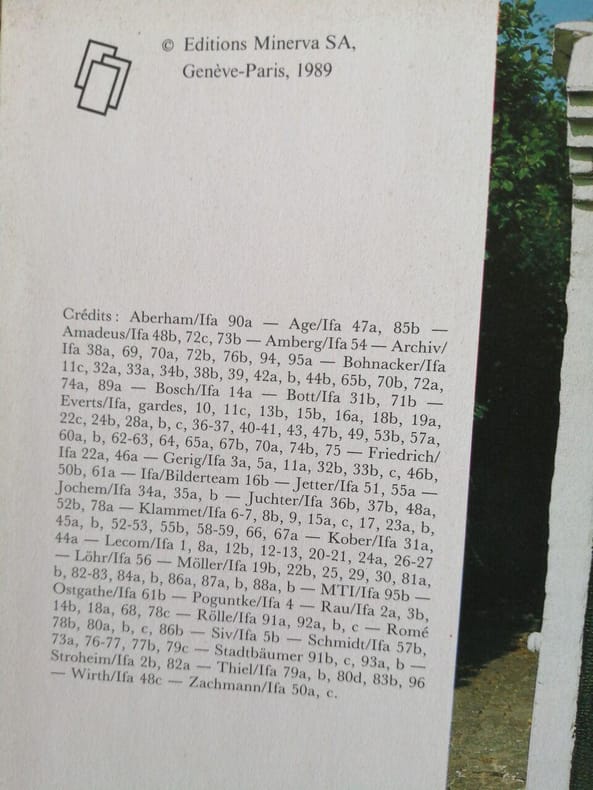 © Editions Minerva SA,
Genève-Paris, 1989
Crédits : Aberham/Ifa 90a — Age/Ifa 47a, 85b —
Amadeus/Ifa 48b, 72c, 73b — Amberg/Ifa 54 — Archiv/
Ifa 38a, 69, 70a, 72b, 76b, 94, 95a — Bohnacker/Ifa
11c, 32a, 33a, 34b, 38b, 39, 42a, b, 44b, 65b, 70b, 72a,
74a, 89a — Bosch/Ifa 14a — Bott/Ifa 31b, 71b —
Everts/Ifa, gardes, 10, 11c, 13b, 15b, 16a, 18b, 19a,
22c, 24b, 28a, b, c, 36-37, 40-41, 43, 47b, 49, 53b, 57a,
60a, b, 62-63, 64, 65a, 67b, 70a, 74b, 75 — Friedrich/
Ifa 22a, 46a — Gerig/Ifa 3a, 5a, 11a, 32b, 33b, c, 46b,
50b, 61a — Ifa/Bilderteam 16b — Jetter/Ifa 51, 55a —
Jochem/Ifa 34a, 35a, b — Juchter/Ifa 36b, 37b, 48a,
52b, 78a — Klammet/Ifa 6-7, 8b, 9, 15a, c, 17, 23a, b,
45a, b, 52-53, 55b, 58-59, 66, 67a — Kober/Ifa 31a,
44a — Lecom/Ifa 1, 8a, 12b, 12-13, 20-21, 24a, 26-27
— Löhr/Ifa 56 — Möller/Ifa 19b, 22b, 25, 29, 30, 81a,
b, 82-83, 84a, b, 86a, 87a, b, 88a, b — MTI/Ifa 95b —
Ostgathe/Ifa 61b — Poguntke/Ifa 4 — Rau/Ifa 2a, 3b,
14b, 18a, 68, 78c — Rölle/Ifa 91a, 92a, b, c — Romé
78b, 80a, b, c, 86b — Siv/Ifa 5b — Schmidt/Ifa 57b,
73a, 76-77, 77b, 79c — Stadtbäumer 91b, c, 93a, b —
Stroheim/Ifa 2b, 82a — Thiel/Ifa 79a, b, 80d, 83b, 96
— Wirth/Ifa 48c — Zachmann/Ifa 50a, c.